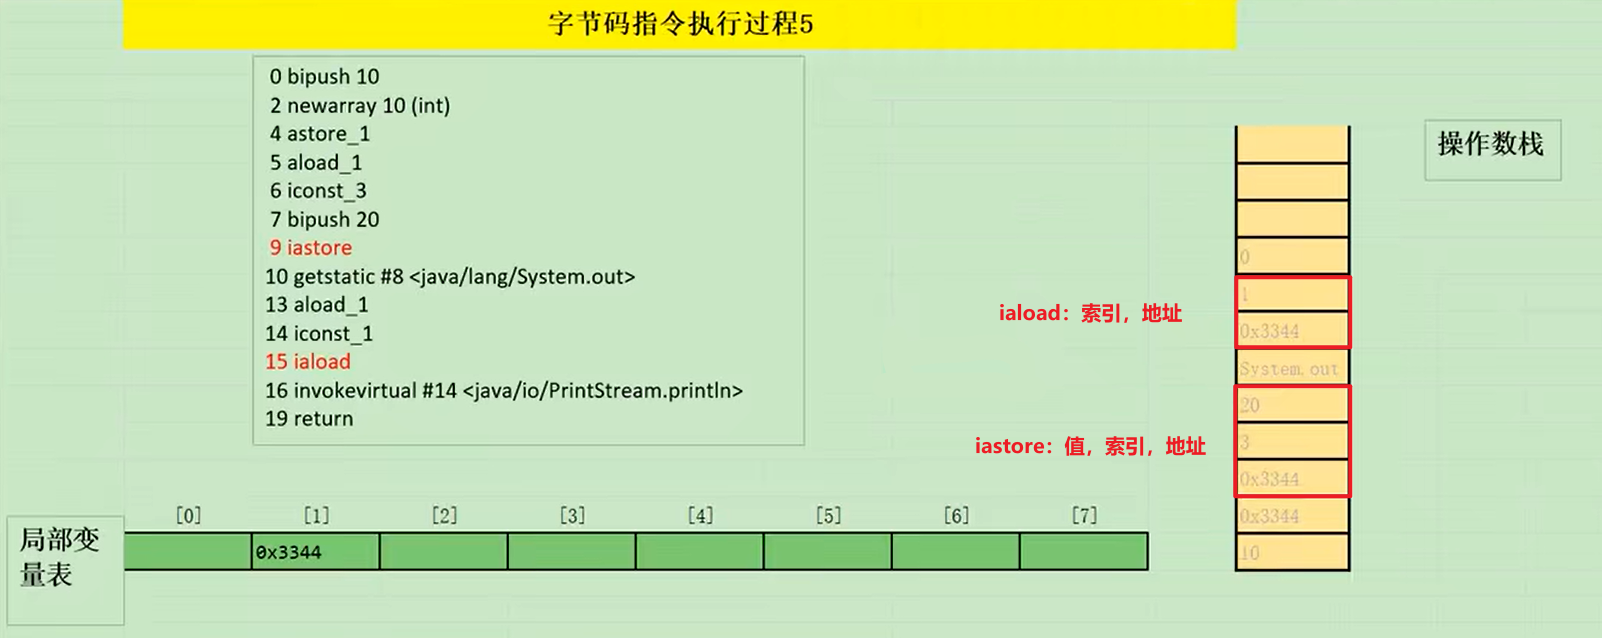 字节码指令执行过程5
0 bipush 10
2 newarray 10 (int)
4 astore_1
5 aload_1
6 iconst_3
7 bipush 20
9 iastore
10 getstatic #8 <java/lang/System.out>
13 aload_1
14 iconst_1
15 iaload
16 invokevirtual #14 <java/io/PrintStream.println>
19 return
操作数栈
0
1
iaload：索引，地址
0x3344
System.out
20
3
iastore：值，索引，地址
0x3344
0x3344
10
[0] [1] [2] [3] [4] [5] [6] [7]
局部变
量表
0x3344